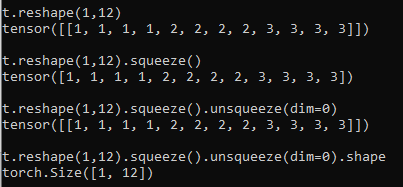 t.reshape(1,12)
tensor([[1, 1, 1, 1, 2, 2, 2, 2, 3, 3, 3, 3]])
t.reshape(1,12).squeeze()
tensor([1, 1, 1, 1, 2, 2, 2, 2, 3, 3, 3, 3])
t.reshape(1,12).squeeze().unsqueeze(dim=0)
tensor([[1, 1, 1, 1, 2, 2, 2, 2, 3, 3, 3, 3]])
t.reshape(1,12).squeeze().unsqueeze(dim=0).shape
torch.Size([1, 12])